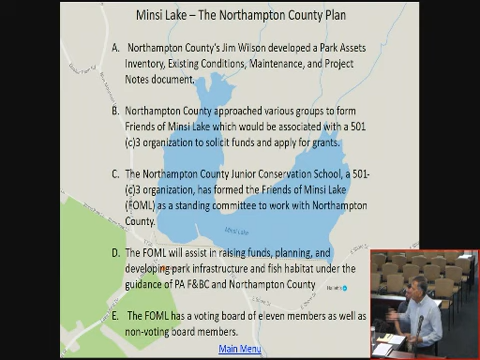 Minsi Lake – The Northampton County Plan
A. Northampton County's Jim Wilson developed a Park Assets
Inventory, Existing Conditions, Maintenance, and Project
Notes document.
B. Northampton County approached various groups to form
Friends of Minsi Lake which would be associated with a 501
(c)3 organization to solicit funds and apply for grants.
C. The Northampton County Junior Conservation School, a 501-
(c)3 organization, has formed the Friends of Minsi Lake
(FOML) as a standing committee to work with Northampton
County.
Minsi Lake
D. The FOML will assist in raising funds, planning, and
developing park infrastructure and fish habitat under the
guidance of PA F&BC and Northampton County
E. The FOML has a voting board of eleven members as well as
non-voting board members.
Main Menu